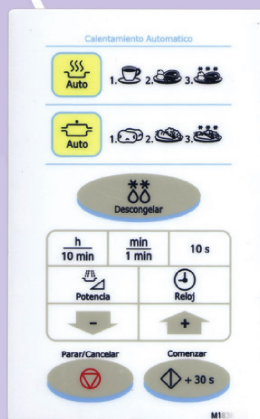 Calentamiento Automatico
Auto 1. 2. 3.
Auto 1. 2. 3.
Descongelar
h
10 min
min
1 min
10 s
Potencia
Reloj
-
+
Parar/Cancelar
Comenzar
+ 30 s